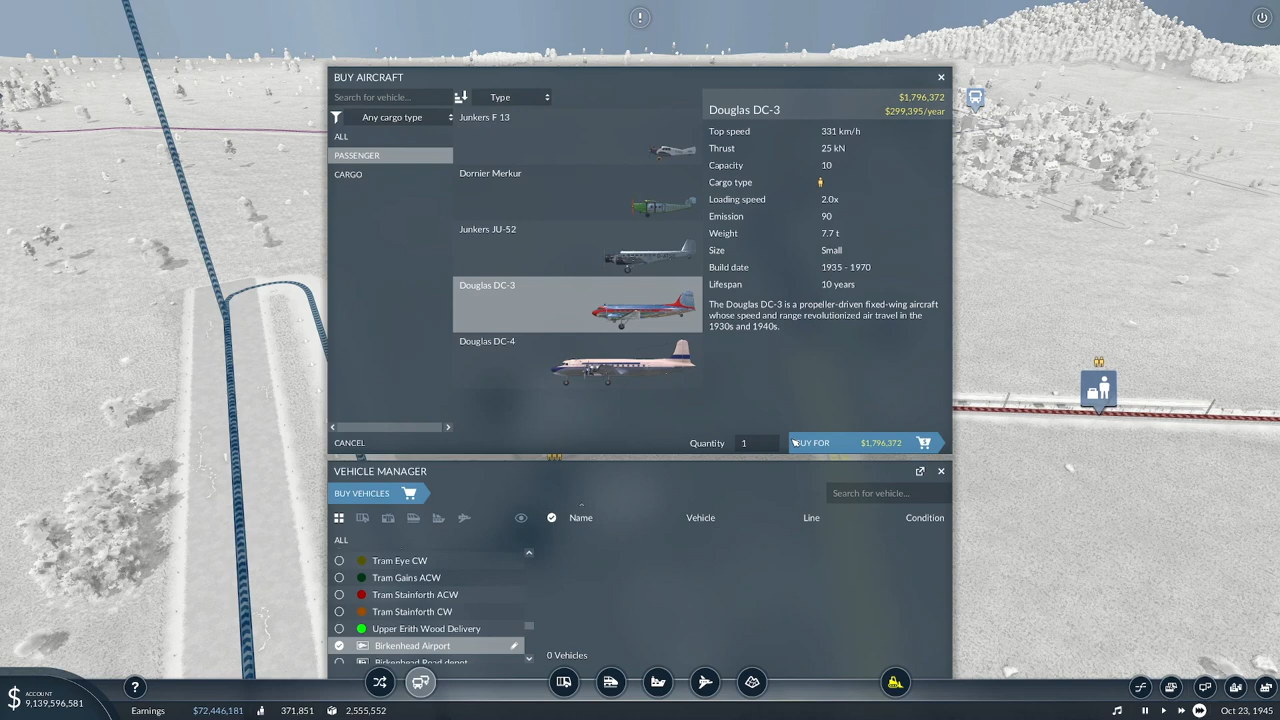 BUY AIRCRAFT
Search for vehicle...
Type
Any cargo type
ALL
PASSENGER
CARGO
Junkers F 13
Dornier Merkur
Junkers JU-52
Douglas DC-3
Douglas DC-4
$1,796,372
Douglas DC-3
$299,395/year
Top speed 331 km/h
Thrust 25 kN
Capacity 10
Cargo type
Loading speed 2.0x
Emission 90
Weight 7.7 t
Size Small
Build date 1935 - 1970
Lifespan 10 years
The Douglas DC-3 is a propeller-driven fixed-wing aircraft
whose speed and range revolutionized air travel in the
1930s and 1940s.
CANCEL
Quantity 1
BUY FOR $1,796,372
VEHICLE MANAGER
BUY VEHICLES
Search for vehicle...
Name Vehicle Line Condition
ALL
Tram Eye CW
Tram Gains ACW
Tram Stainforth ACW
Tram Stainforth CW
Upper Erith Wood Delivery
Birkenhead Airport
Birkenhead Road depot
0 Vehicles
?
ACCOUNT
$ 9,139,596,581
Earnings $72,446,181 371,851 2,555,552
Oct 23, 1945